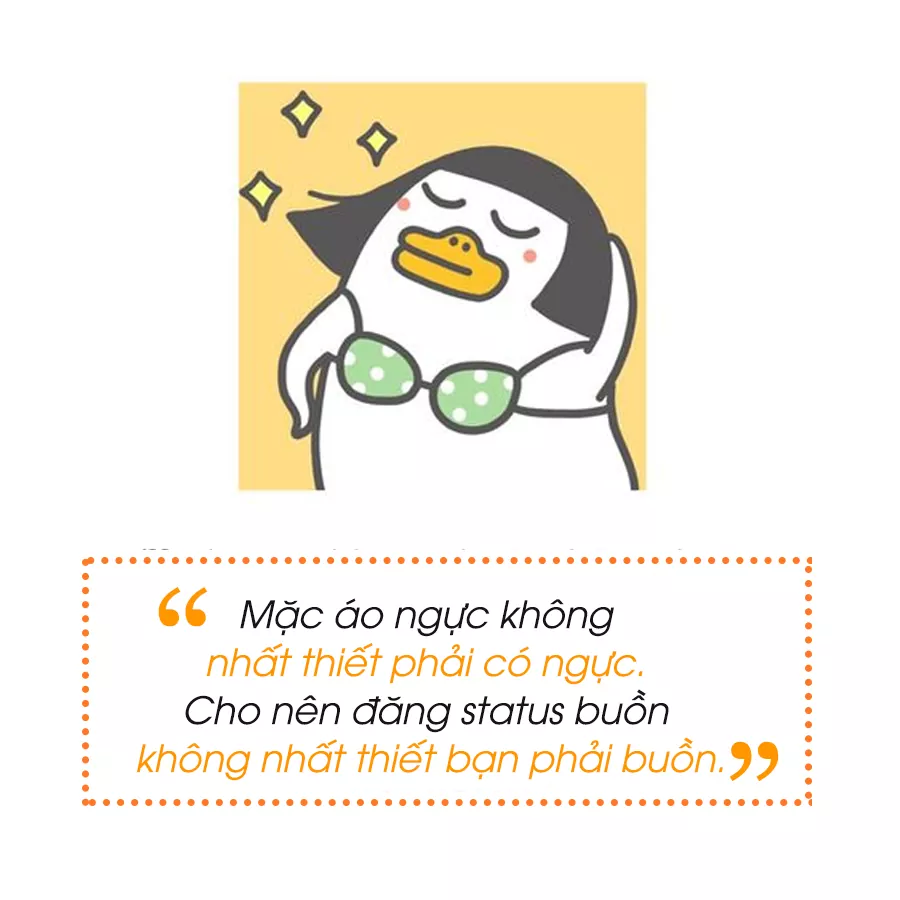 “ Mặc áo ngực không
nhất thiết phải có ngực.
Cho nên đăng status buồn
không nhất thiết bạn phải buồn. ”